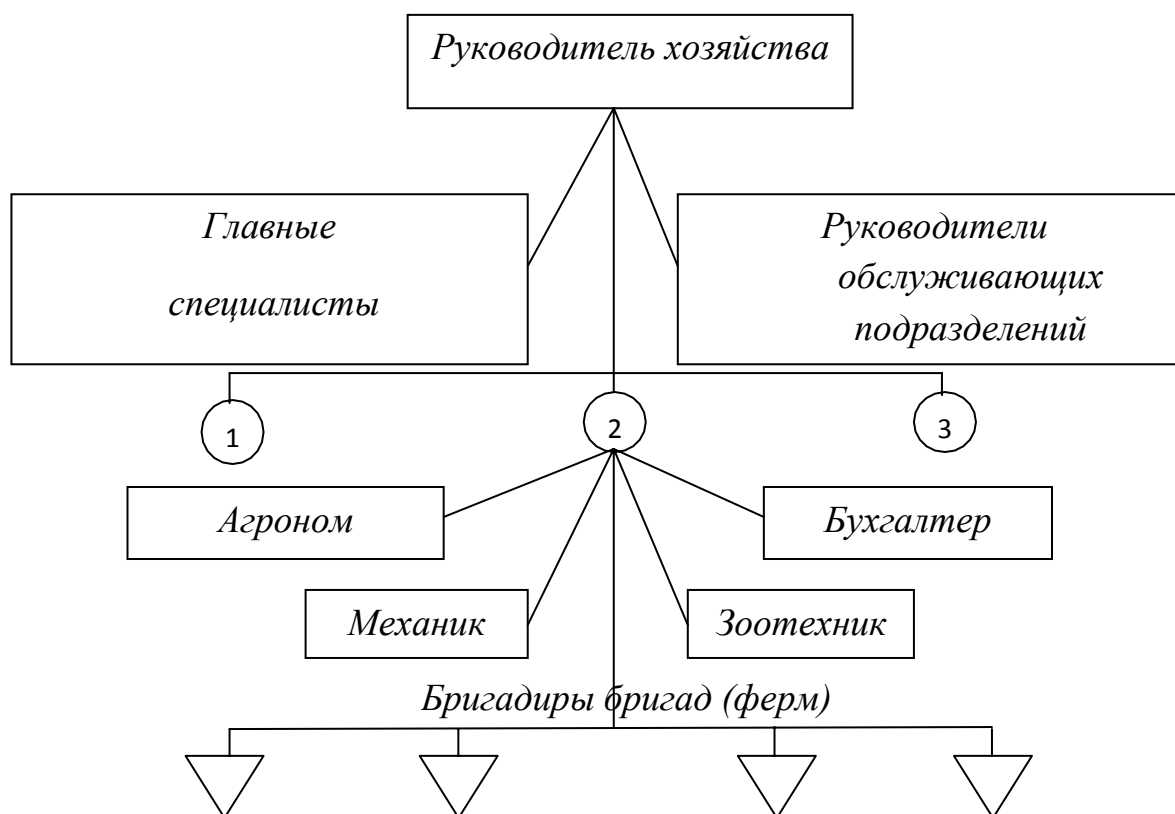 Руководитель хозяйства
Главные
специалисты
Руководители
обслуживающих
подразделений
1
2
3
Агроном
Бухгалтер
Механик
Зоотехник
Бригадиры бригад (ферм)